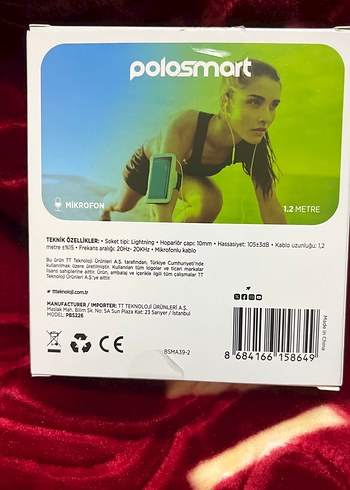 polosmart
MİKROFON
1.2 METRE
TEKNİK ÖZELLİKLER: • Soket tipi: Lightning • Hoparlör çapı: 10mm • Hassasiyet: 105±3dB • Kablo uzunluğu: 1,2
metre ±%15 • Frekans aralığı: 20Hz- 20KHz • Mikrofonlu kablo
Bu ürün TT Teknoloji Ürünleri A.Ş. tarafından, Türkiye Cumhuriyeti'nde
kullanılmak üzere üretilmiştir. Kullanılan tüm logolar ve ticari markalar
lisans sahiplerine aittir. Ürün, ambalaj ve içerikle ilgili tüm çalışmalar TT
Teknoloji Ürünleri A.Ş'ye aittir.
ttteknoloji.com.tr
MANUFACTURER / IMPORTER: TT TEKNOLOJİ ÜRÜNLERİ A.Ş.
Maslak Mah. Bilim Sk. No: 5A Sun Plaza Kat: 23 Sarıyer / İstanbul
MODEL: PBS226
CE
BSMA39-2
8 684166 158649
Made in China